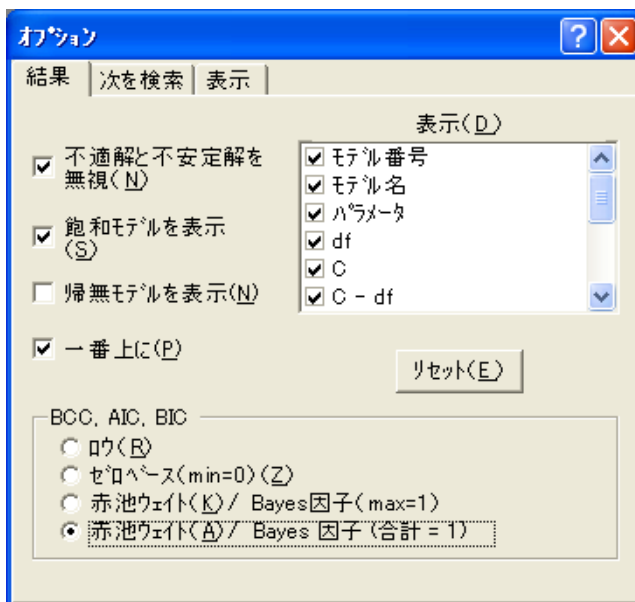 オプション
結果 次を検索 表示
表示(D)
不適解と不安定解を
無視(N)
飽和モデルを表示
(S)
帰無モデルを表示(N)
一番上に(P)
モデル番号
モデル名
パラメータ
df
C
C - df
リセット(E)
BCC, AIC, BIC
ロウ(R)
ゼロベース(min=0)(Z)
赤池ウェイト(K)/ Bayes因子(max=1)
赤池ウェイト(A)/ Bayes 因子 (合計 = 1)